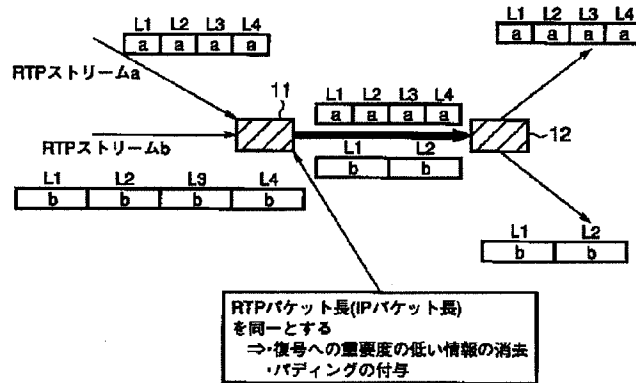 L1 L2 L3 L4
a a a a
RTPストリームa
L1 L2 L3 L4
a a a a
11
L1 L2 L3 L4
a a a a
12
RTPストリームb
L1 L2
b b
L1 L2 L3 L4
b b b b
L1 L2
b b
RTPパケット長(IPパケット長)
を同一とする
⇒・復号への重要度の低い情報の消去
・パディングの付与